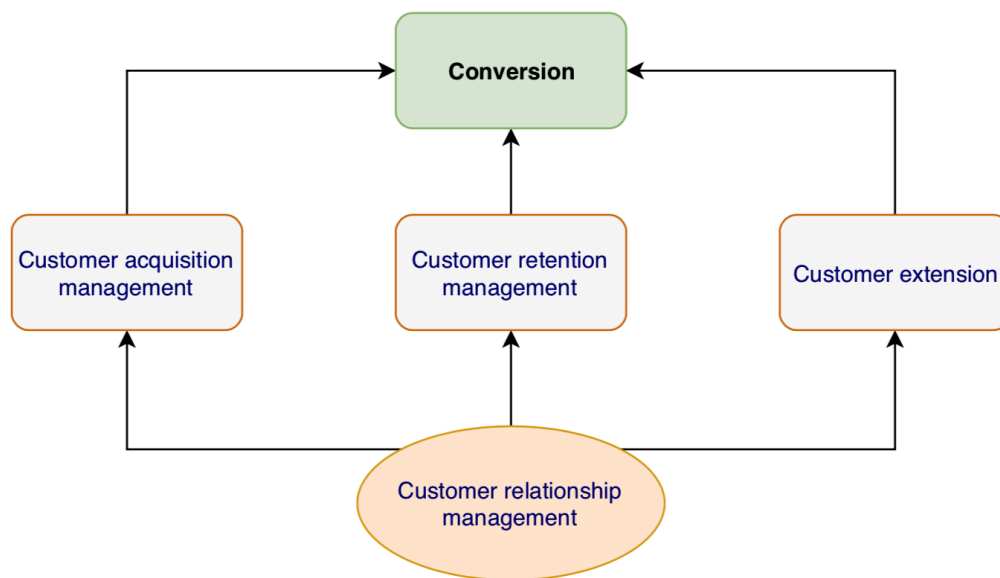 Conversion
Customer acquisition
management
Customer retention
management
Customer extension
Customer relationship
management